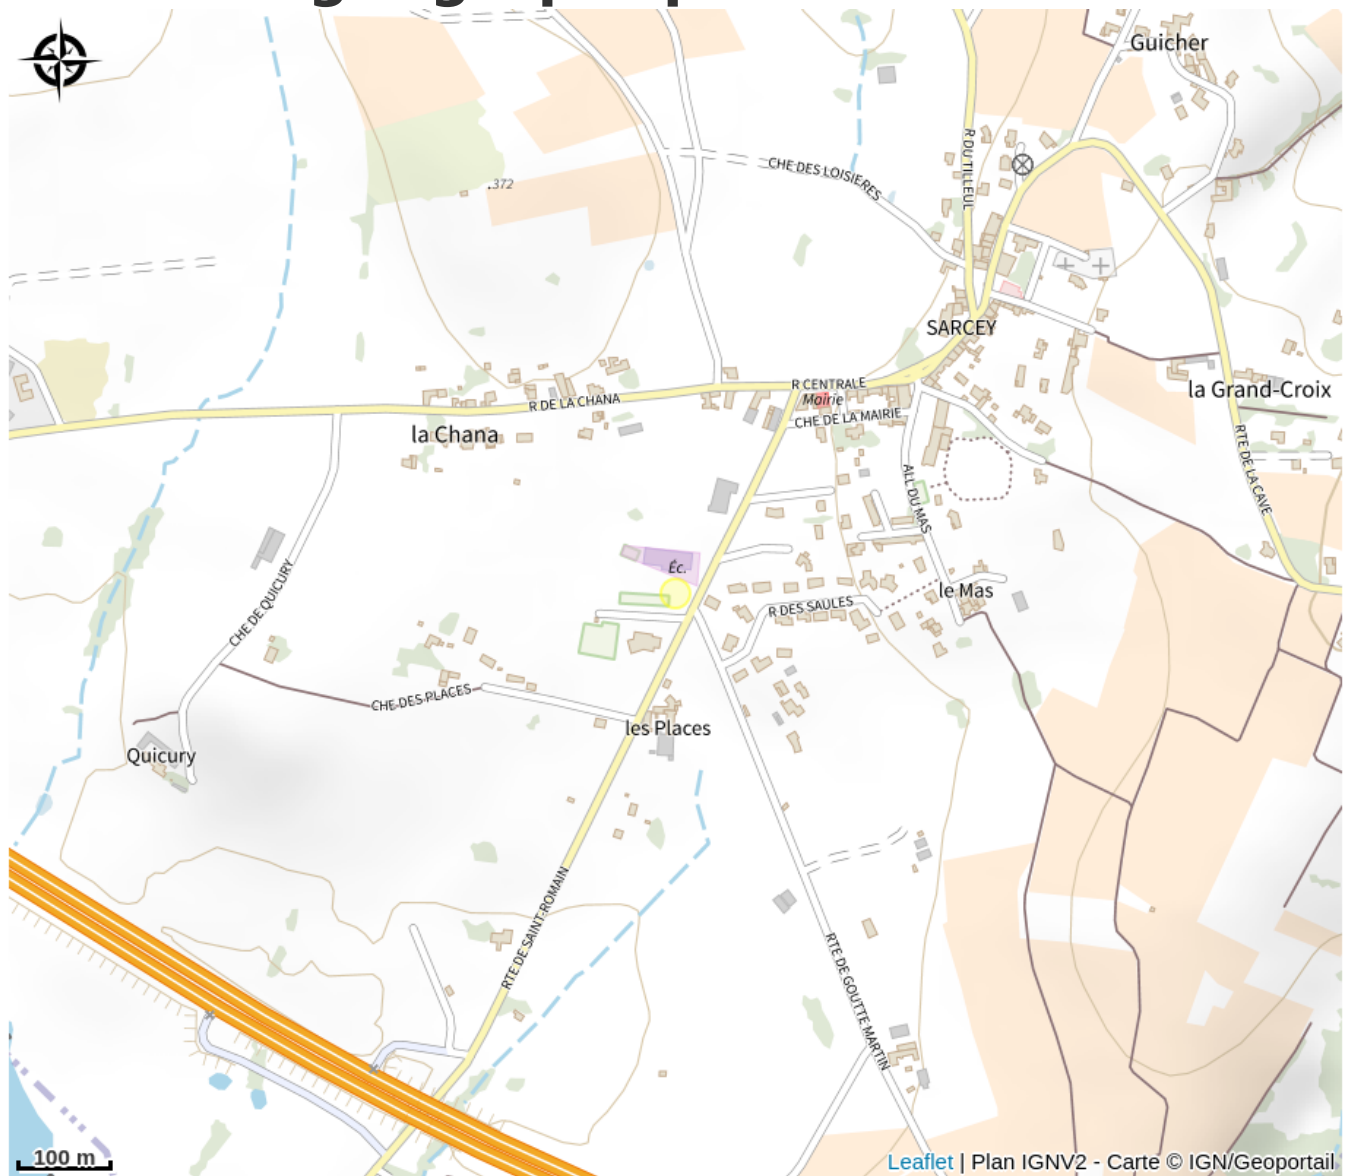 Guicher
R DU TILLEUL
CHE DES LOISIERES
.372
SARCEY
R CENTRALE
Mairie
la Grand-Croix
R DE LA CHANA
CHE DE LA MAIRIE
la Chana
RTE DE LA CAVE
ALL DU MAS
Éc.
CHE DE QUICURY
le Mas
R DES SAULES
CHE DES PLACES
les Places
Quicury
RTE DE SAINT-ROMAIN
RTE DE GOUTTE MARTIN
100 m
Leaflet | Plan IGNV2 - Carte © IGN/Geoportail